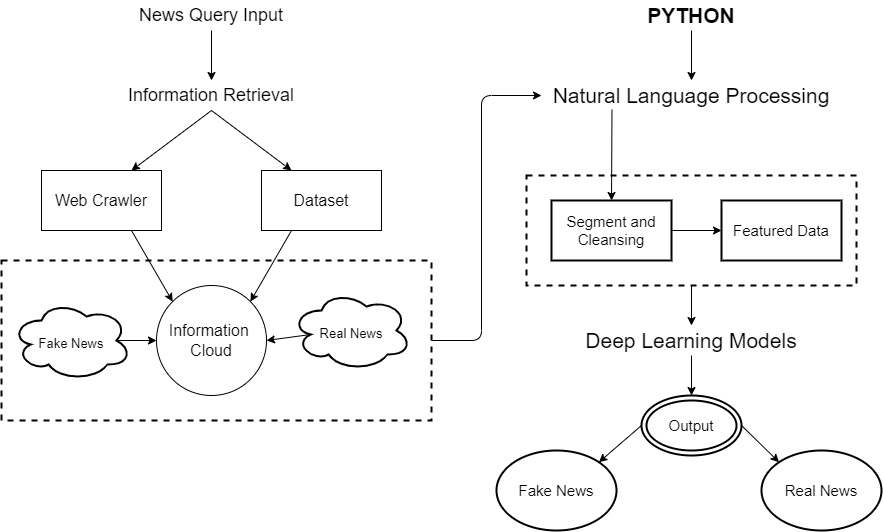 News Query Input
PYTHON
Information Retrieval
Natural Language Processing
Web Crawler
Dataset
Segment and
Cleansing
Featured Data
Fake News
Information
Cloud
Real News
Deep Learning Models
Output
Fake News
Real News